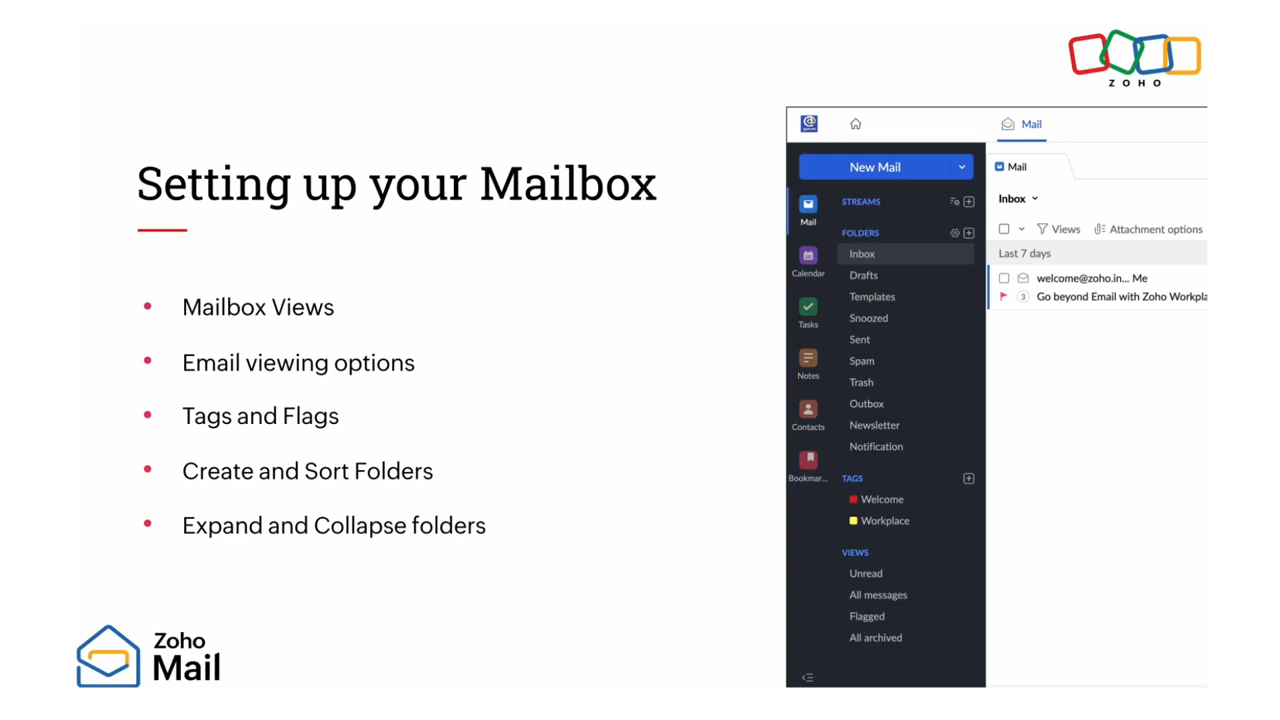 ZOHO
Setting up your Mailbox
• Mailbox Views
• Email viewing options
• Tags and Flags
• Create and Sort Folders
• Expand and Collapse folders
Zoho
Mail
Mail
New Mail
Mail
Calendar
Tasks
Notes
Contacts
Bookmar...
STREAMS
FOLDERS
Inbox
Drafts
Templates
Snoozed
Sent
Spam
Trash
Outbox
Newsletter
Notification
TAGS
Welcome
Workplace
VIEWS
Unread
All messages
Flagged
All archived
Mail
Inbox
Views Attachment options
Last 7 days
welcome@zoho.in... Me
3 Go beyond Email with Zoho Workpla